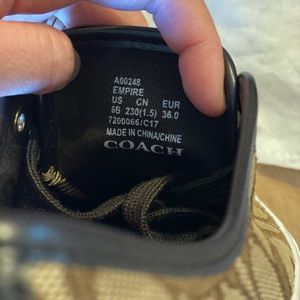 A00248
EMPIRE
US CN EUR
6B 230(1.5) 36.0
7200066/C17
MADE IN CHINA/CHINE
COACH